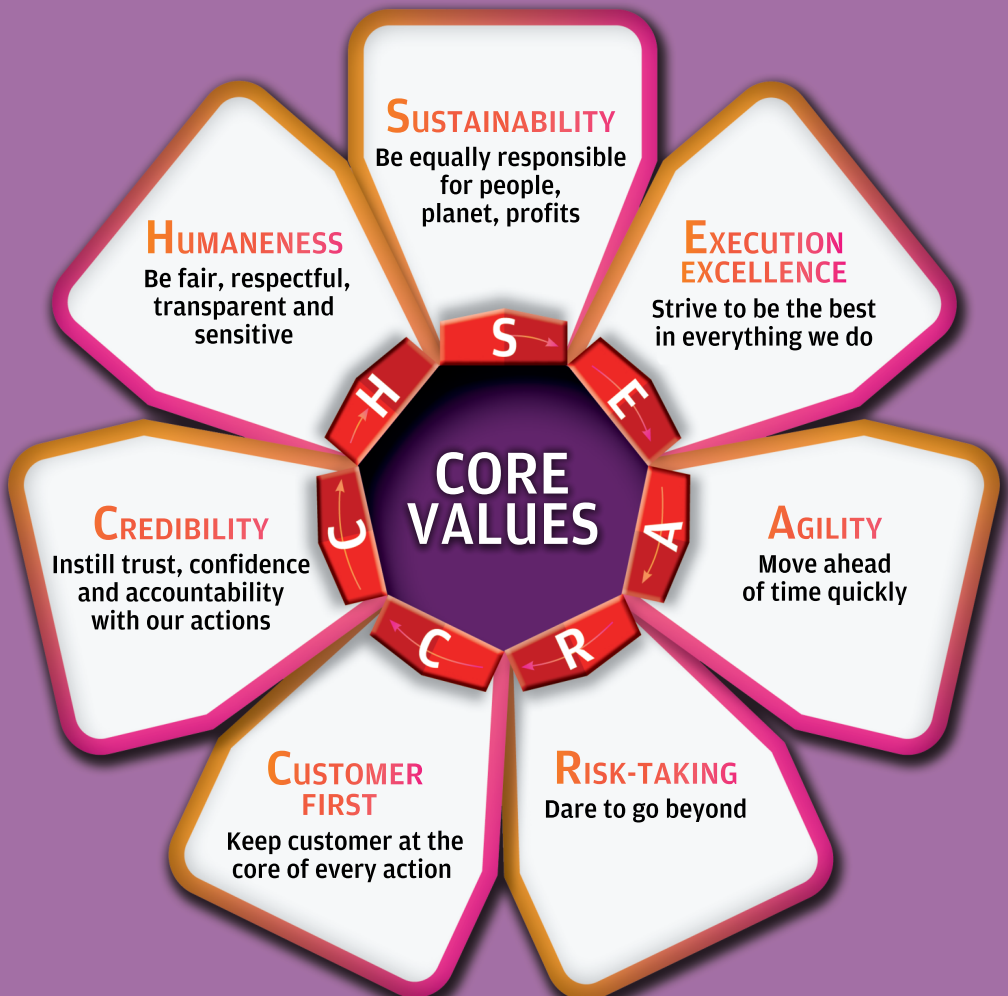 SUSTAINABILITY
Be equally responsible
for people,
planet, profits
EXECUTION
EXCELLENCE
Strive to be the best
in everything we do
AGILITY
Move ahead
of time quickly
RISK-TAKING
Dare to go beyond
CUSTOMER
FIRST
Keep customer at the
core of every action
CREDIBILITY
Instill trust, confidence
and accountability
with our actions
HUMANENESS
Be fair, respectful,
transparent and
sensitive
S
E
A
R
C
C
H
CORE
VALUES